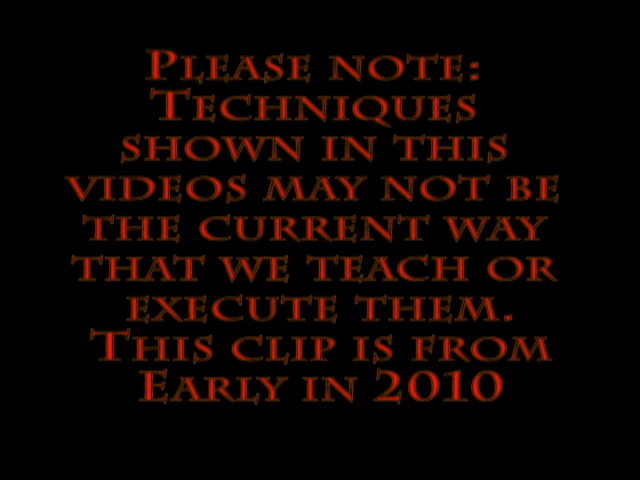 Please note:
Techniques
shown in this
videos may not be
the current way
that we teach or
execute them.
This clip is from
Early in 2010